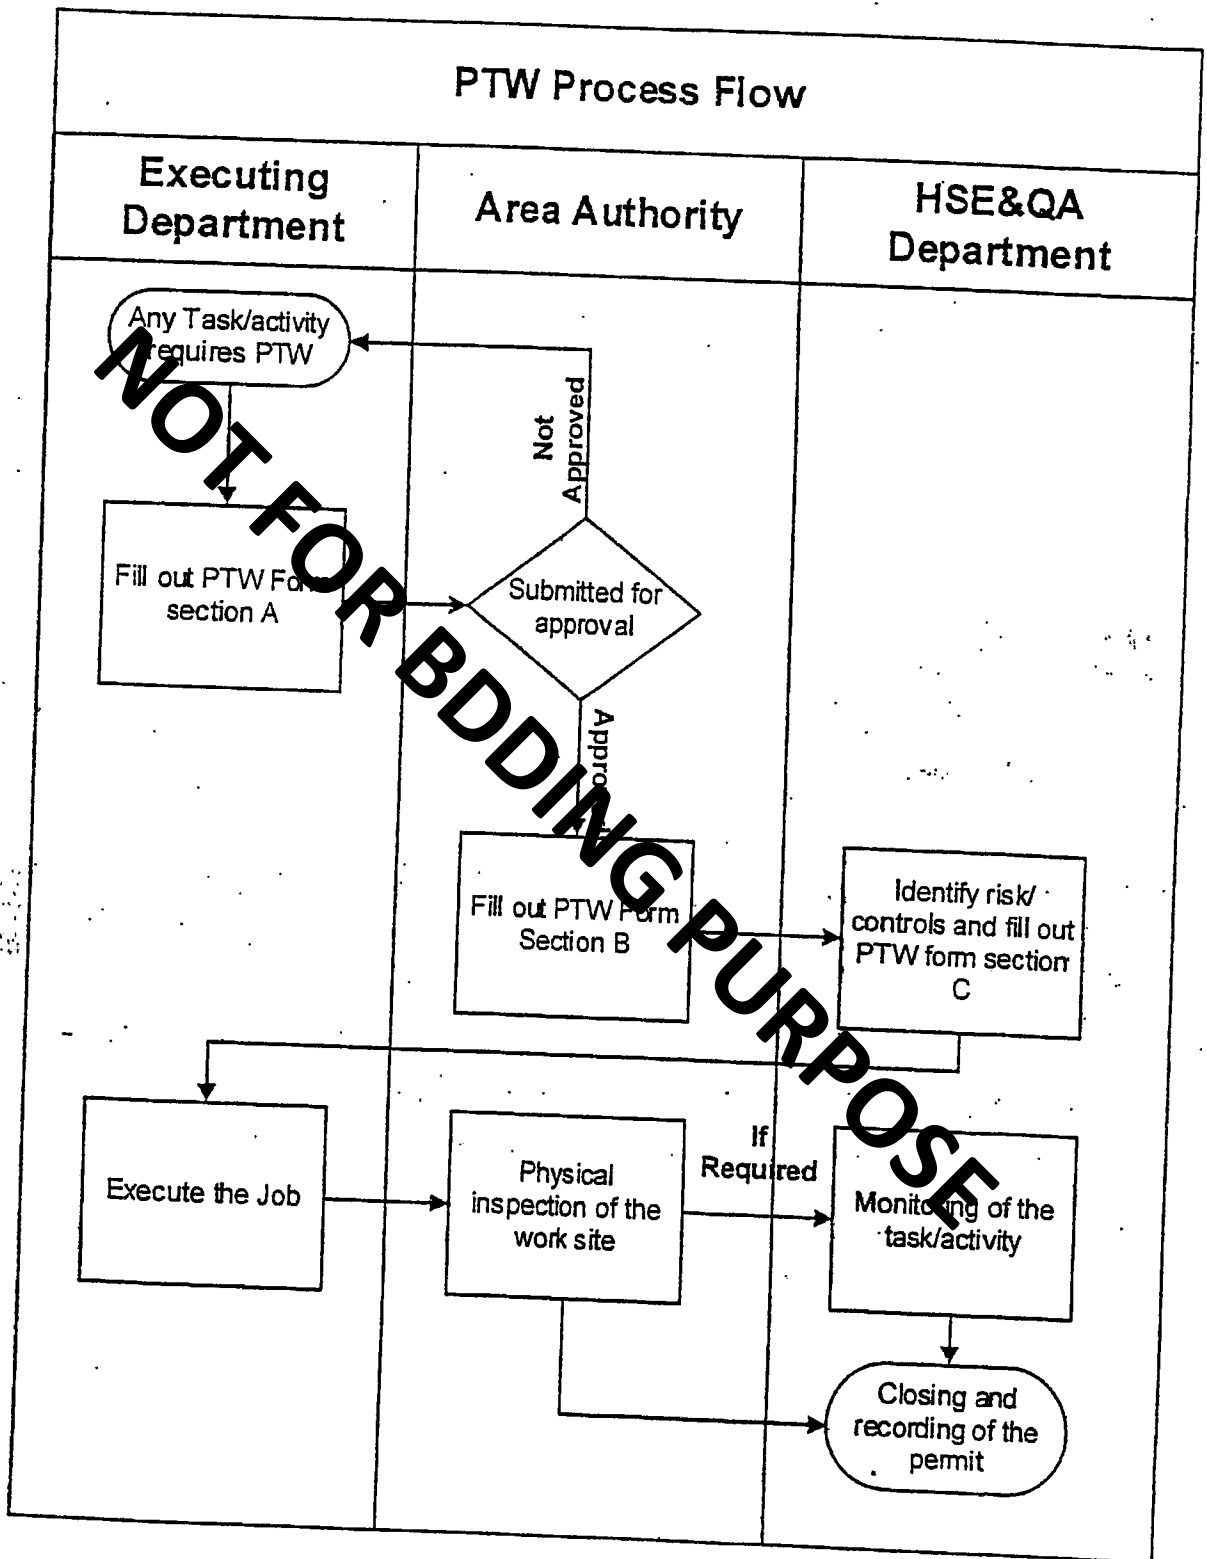 PTW Process Flow
Executing
Department
Area Authority
HSE&QA
Department
Any Task/activity
requires PTW
Not
Approved
Fill out PTW Form
section A
Submitted for
approval
Approved
Fill out PTW Form
Section B
Identify risk/
controls and fill out
PTW form section
C
Execute the Job
Physical
inspection of the
work site
If
Required
Monitoring of the
task/activity
Closing and
recording of the
permit
NOT FOR BDDING PURPOSE